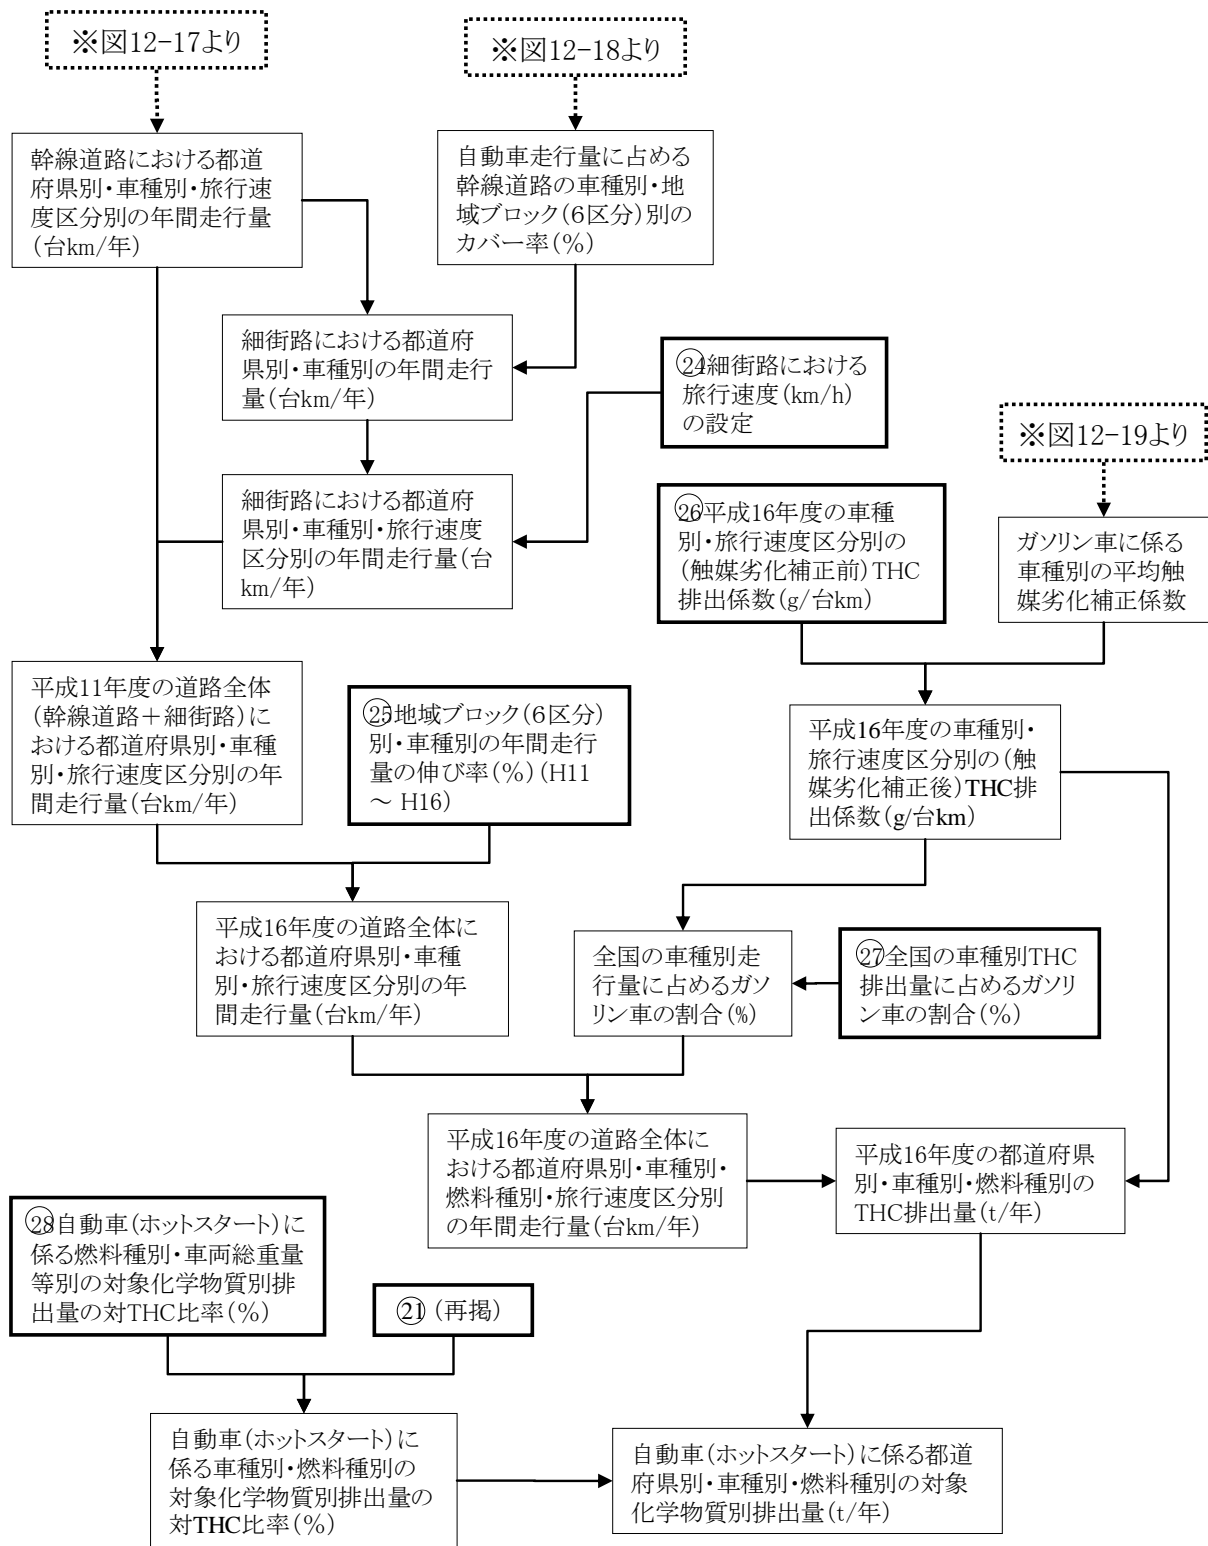 ※図12-17より
※図12-18より
幹線道路における都道
府県別・車種別・旅行速
度区分別の年間走行量
(台km/年)
自動車走行量に占める
幹線道路の車種別・地
域ブロック(6区分)別の
カバー率(%)
細街路における都道府
県別・車種別の年間走行
量(台km/年)
㉔細街路における
旅行速度(km/h)
の設定
※図12-19より
細街路における都道府
県別・車種別・旅行速度
区分別の年間走行量(台
km/年)
㉖平成16年度の車種
別・旅行速度区分別の
(触媒劣化補正前)THC
排出係数(g/台km)
ガソリン車に係る
車種別の平均触
媒劣化補正係数
平成11年度の道路全体
(幹線道路+細街路)に
おける都道府県別・車種
別・旅行速度区分別の年
間走行量(台km/年)
㉕地域ブロック(6区分)
別・車種別の年間走行
量の伸び率(%)(H11
～ H16)
平成16年度の車種別・
旅行速度区分別の(触
媒劣化補正後)THC排
出係数(g/台km)
平成16年度の道路全体に
おける都道府県別・車種
別・旅行速度区分別の年
間走行量(台km/年)
全国の車種別走
行量に占めるガソ
リン車の割合(%)
㉗全国の車種別THC
排出量に占めるガソリ
ン車の割合(%)
平成16年度の道路全体に
おける都道府県別・車種別・
燃料種別・旅行速度区分別
の年間走行量(台km/年)
平成16年度の都道府県
別・車種別・燃料種別の
THC排出量(t/年)
㉘自動車(ホットスタート)に
係る燃料種別・車両総重量
等別の対象化学物質別排
出量の対THC比率(%)
㉑ (再掲)
自動車(ホットスタート)に
係る車種別・燃料種別の
対象化学物質別排出量の
対THC比率(%)
自動車(ホットスタート)に係る都道
府県別・車種別・燃料種別の対象
化学物質別排出量(t/年)